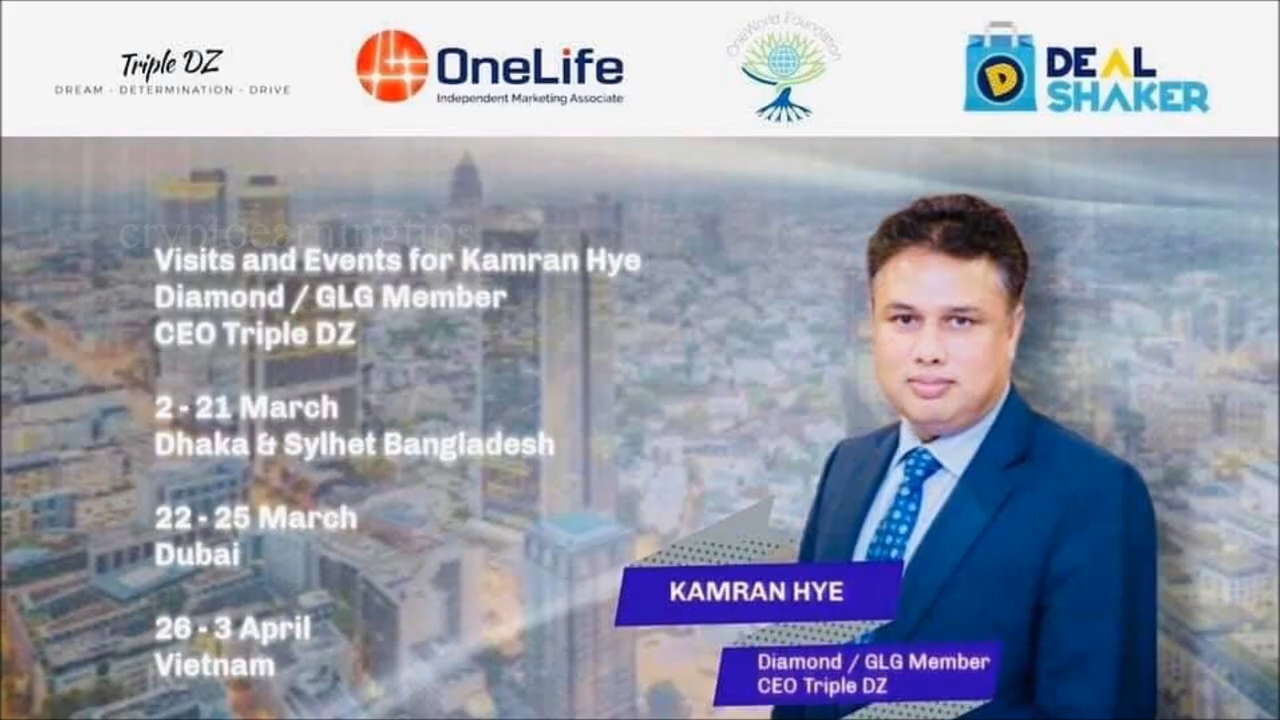 Triple DZ
DREAM - DETERMINATION - DRIVE
OneLife
Independent Marketing Associate
OneWorld Foundation
D
DEAL
SHAKER
cryptoearningtips
Visits and Events for Kamran Hye
Diamond / GLG Member
CEO Triple DZ
2 - 21 March
Dhaka & Sylhet Bangladesh
22 - 25 March
Dubai
26 - 3 April
Vietnam
KAMRAN HYE
Diamond / GLG Member
CEO Triple DZ